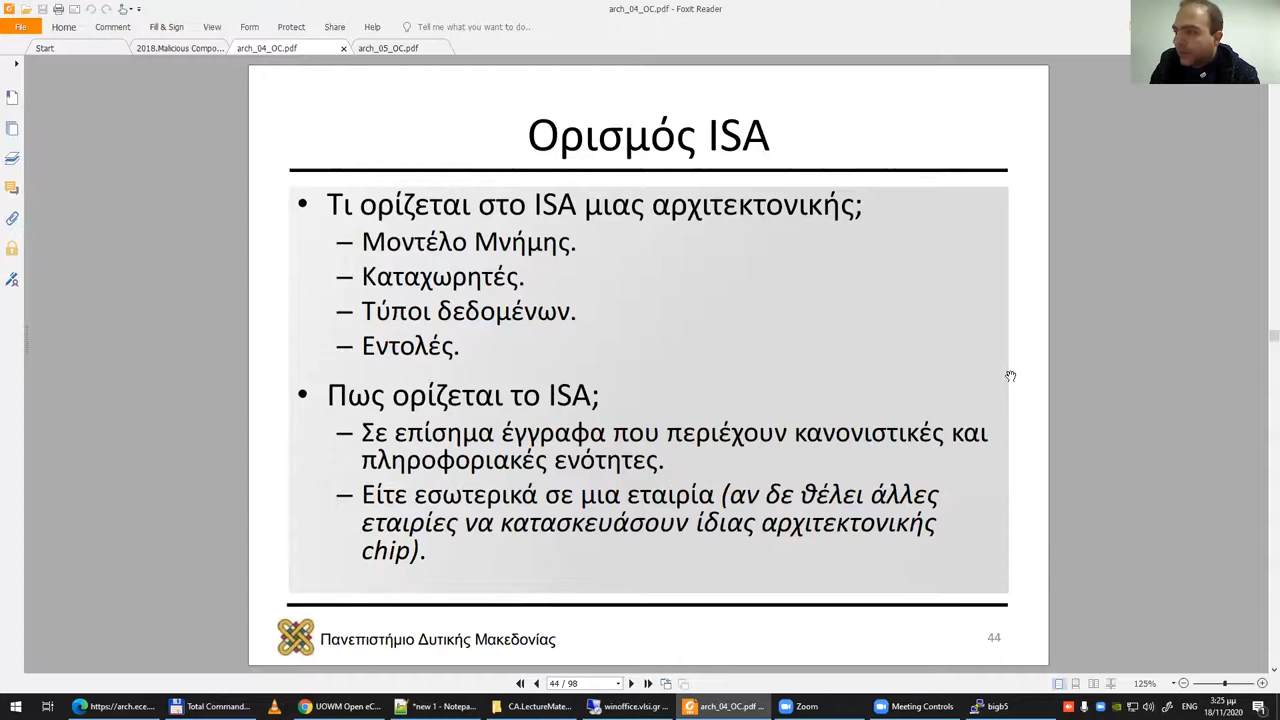 arch_04_OC.pdf - Foxit Reader
File Home Comment Fill & Sign View Form Protect Share Help Tell me what you want to do..
Start 2018.Malicious Compo... arch_04_OC.pdf arch_05_OC.pdf
Ορισμός ISA
• Τι ορίζεται στο ISA μιας αρχιτεκτονικής;
– Μοντέλο Μνήμης.
– Καταχωρητές.
– Τύποι δεδομένων.
– Εντολές.
• Πως ορίζεται το ISA;
– Σε επίσημα έγγραφα που περιέχουν κανονιστικές και
πληροφοριακές ενότητες.
– Είτε εσωτερικά σε μια εταιρία (αν δε θέλει άλλες
εταιρίες να κατασκευάσουν ίδιας αρχιτεκτονικής
chip).
Πανεπιστήμιο Δυτικής Μακεδονίας
44
44 / 98
125%
https://arch.ece.... Total Command... UOWM Open eC... *new 1 - Notepa... CA.LectureMate... winoffice.vlsi.gr ... arch_04_OC.pdf ... Zoom Meeting Controls bigb5
3:25 μμ
18/11/2020